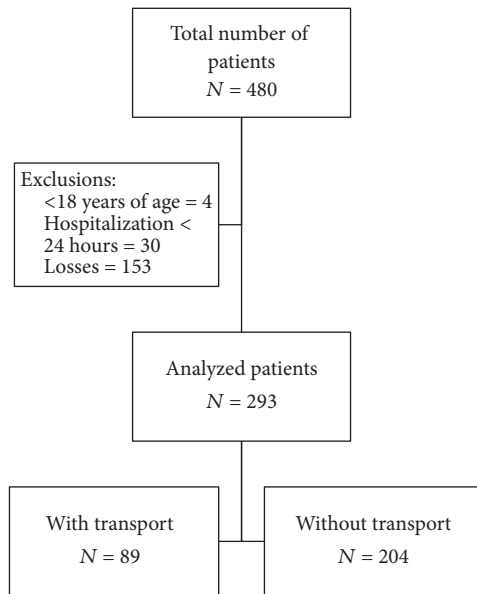 Total number of
patients
N = 480
Exclusions:
<18 years of age = 4
Hospitalization <
24 hours = 30
Losses = 153
Analyzed patients
N = 293
With transport
N = 89
Without transport
N = 204